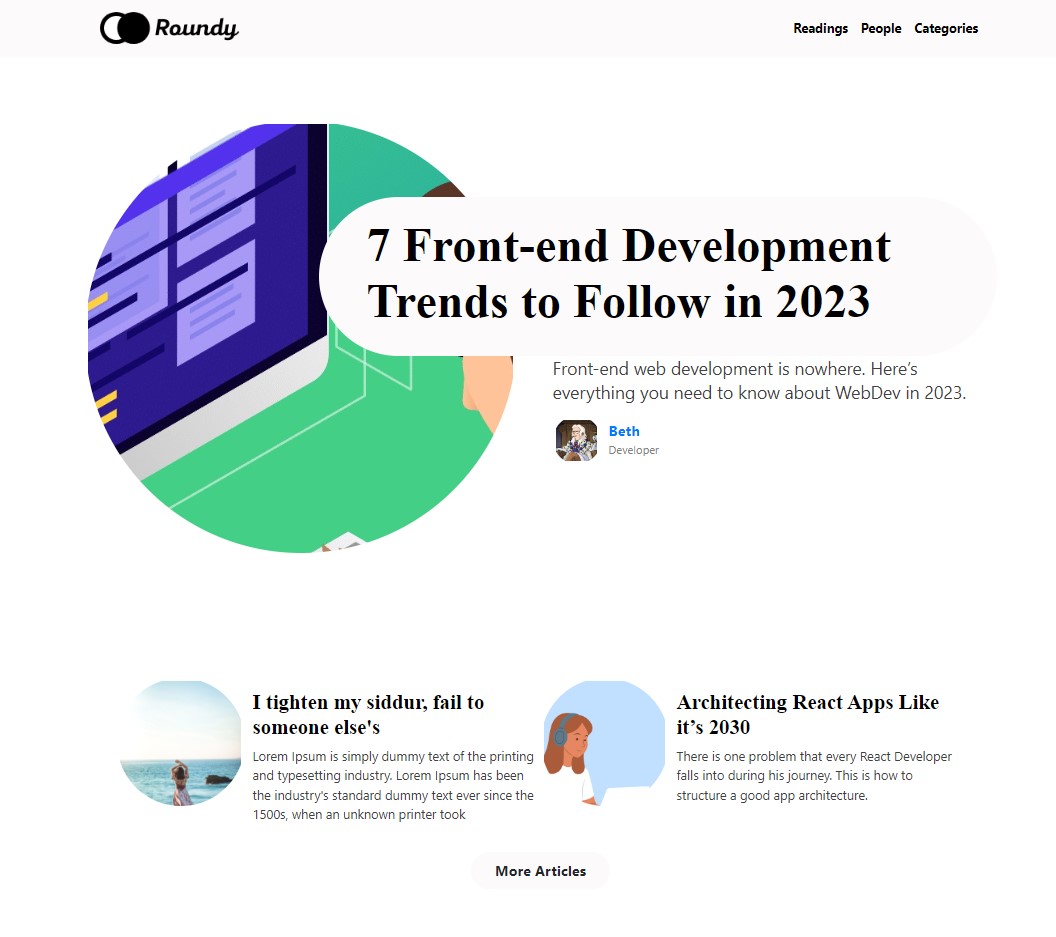 Roundy
Readings People Categories
7 Front-end Development
Trends to Follow in 2023
Front-end web development is nowhere. Here’s
everything you need to know about WebDev in 2023.
Beth
Developer
I tighten my siddur, fail to
someone else's
Lorem Ipsum is simply dummy text of the printing
and typesetting industry. Lorem Ipsum has been
the industry's standard dummy text ever since the
1500s, when an unknown printer took
Architecting React Apps Like
it’s 2030
There is one problem that every React Developer
falls into during his journey. This is how to
structure a good app architecture.
More Articles